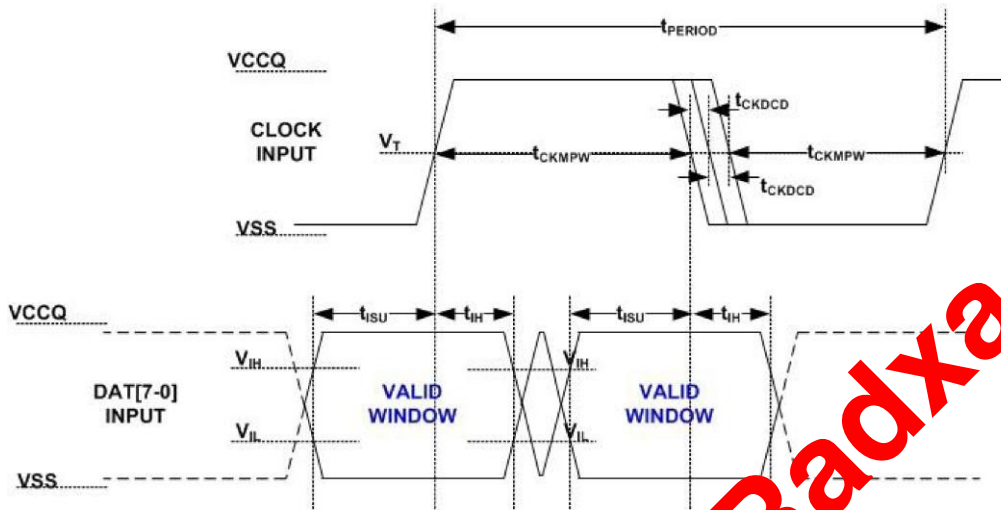 tPERIOD
VCCQ
tCKDCD
CLOCK
INPUT
VT
tCKMPW
tCKMPW
tCKDCD
VSS
VCCQ
tISU
tIH
tISU
tIH
VIH
VIH
DAT[7-0]
INPUT
VALID
WINDOW
VALID
WINDOW
VIL
VIL
VSS
Badxa